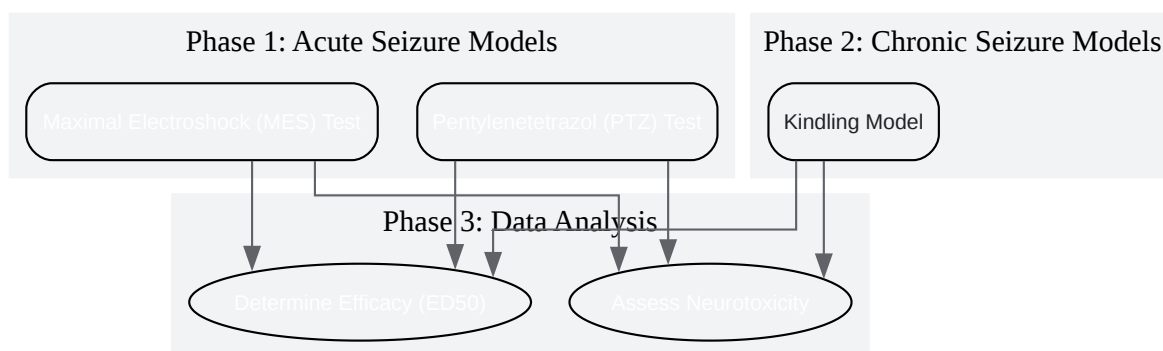 Phase 1: Acute Seizure Models
Phase 2: Chronic Seizure Models
Maximal Electroshock (MES) Test
Pentylenetetrazol (PTZ) Test
Kindling Model
Phase 3: Data Analysis
Determine Efficacy (ED50)
Assess Neurotoxicity